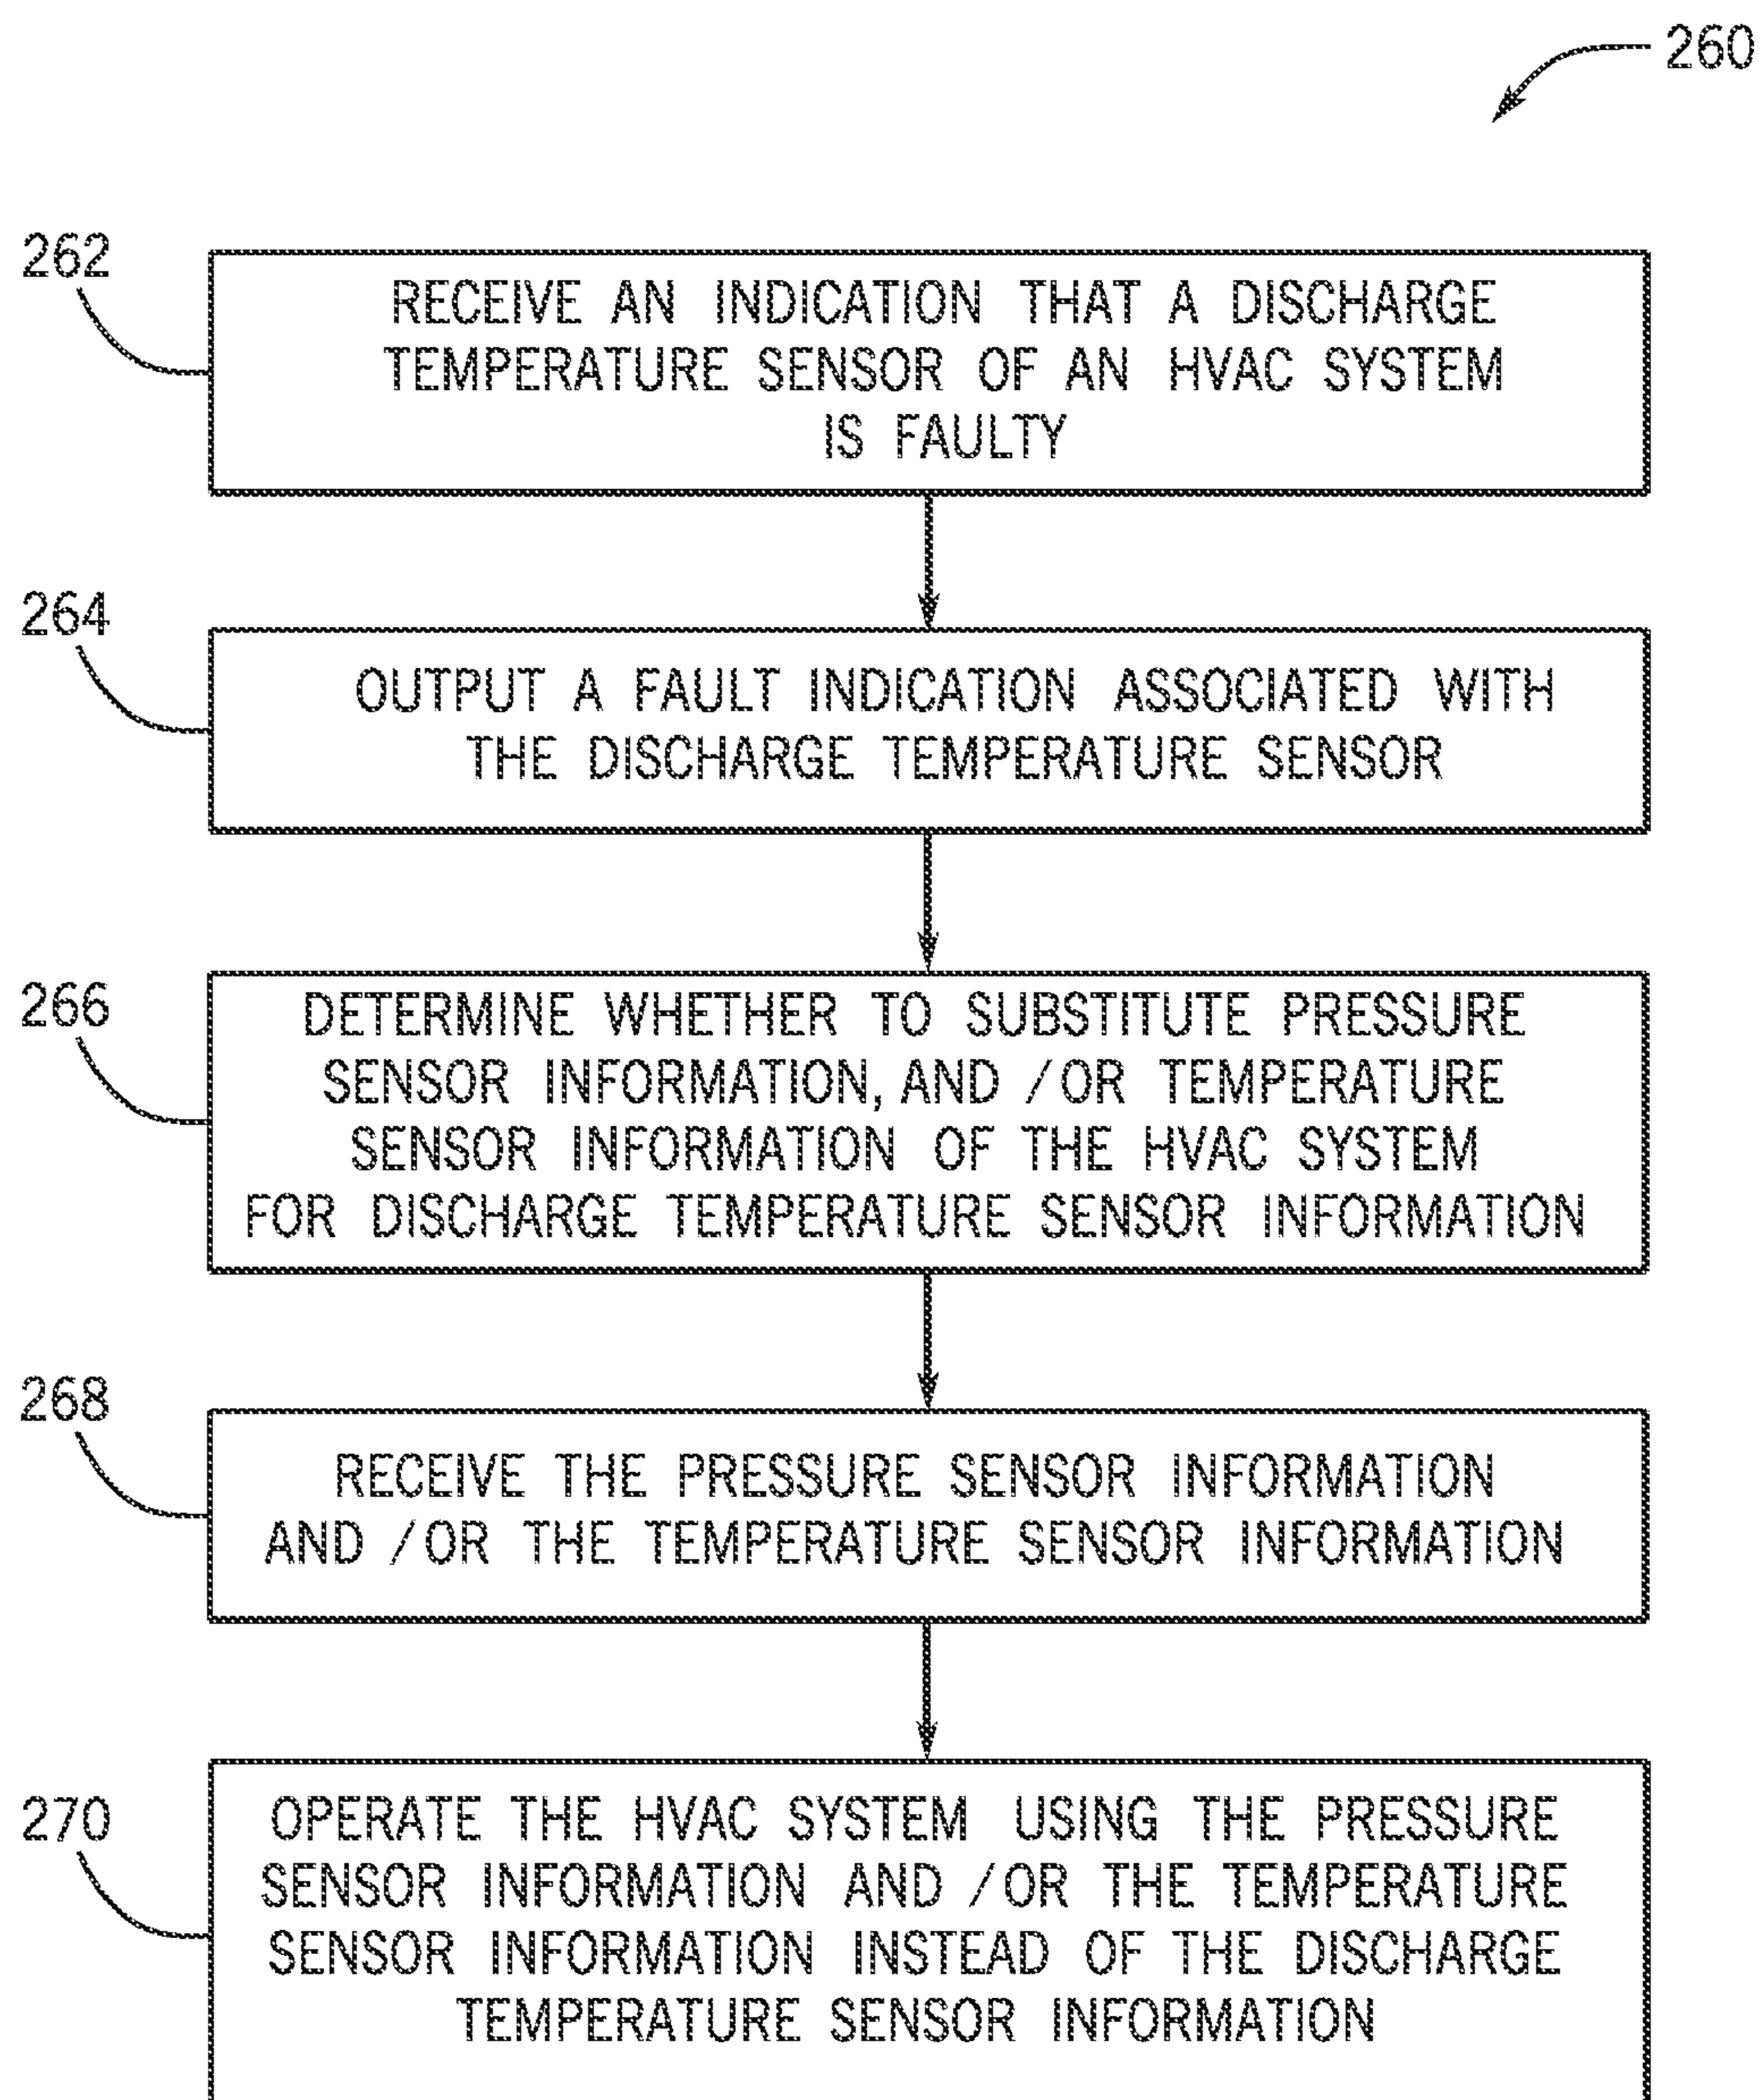 260
262
RECEIVE AN INDICATION THAT A DISCHARGE
TEMPERATURE SENSOR OF AN HVAC SYSTEM
IS FAULTY
264
OUTPUT A FAULT INDICATION ASSOCIATED WITH
THE DISCHARGE TEMPERATURE SENSOR
266
DETERMINE WHETHER TO SUBSTITUTE PRESSURE
SENSOR INFORMATION, AND /OR TEMPERATURE
SENSOR INFORMATION OF THE HVAC SYSTEM
FOR DISCHARGE TEMPERATURE SENSOR INFORMATION
268
RECEIVE THE PRESSURE SENSOR INFORMATION
AND /OR THE TEMPERATURE SENSOR INFORMATION
270
OPERATE THE HVAC SYSTEM USING THE PRESSURE
SENSOR INFORMATION AND /OR THE TEMPERATURE
SENSOR INFORMATION INSTEAD OF THE DISCHARGE
TEMPERATURE SENSOR INFORMATION